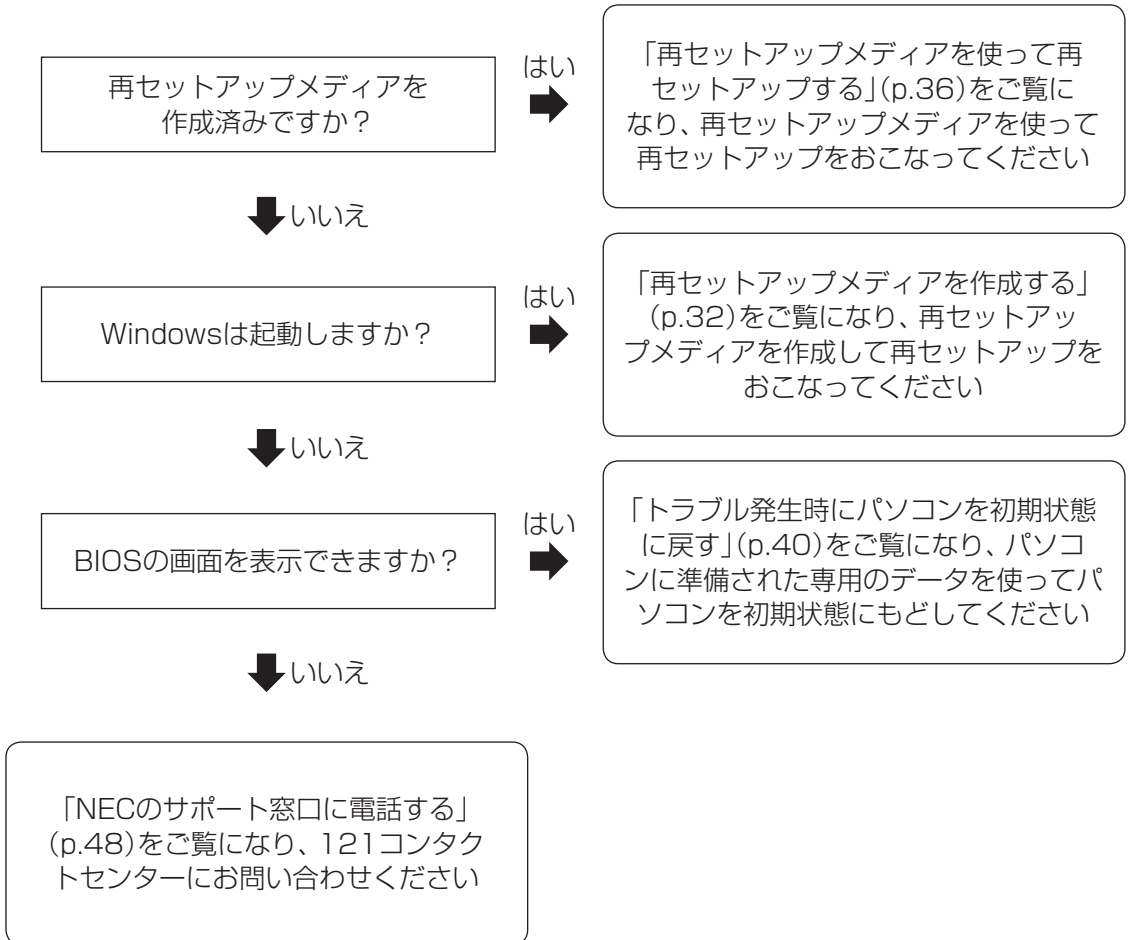 再セットアップメディアを
作成済みですか？
はい
「再セットアップメディアを使って再
セットアップする」(p.36)をご覧に
なり、再セットアップメディアを使って
再セットアップをおこなってください
いいえ
Windowsは起動しますか？
はい
「再セットアップメディアを作成する」
(p.32)をご覧になり、再セットアッ
プメディアを作成して再セットアップを
おこなってください
いいえ
BIOSの画面を表示できますか？
はい
「トラブル発生時にパソコンを初期状態
に戻す」(p.40)をご覧になり、パソコ
ンに準備された専用のデータを使ってパ
ソコンを初期状態にもどしてください
いいえ
「NECのサポート窓口に電話する」
(p.48)をご覧になり、121コンタク
トセンターにお問い合わせください